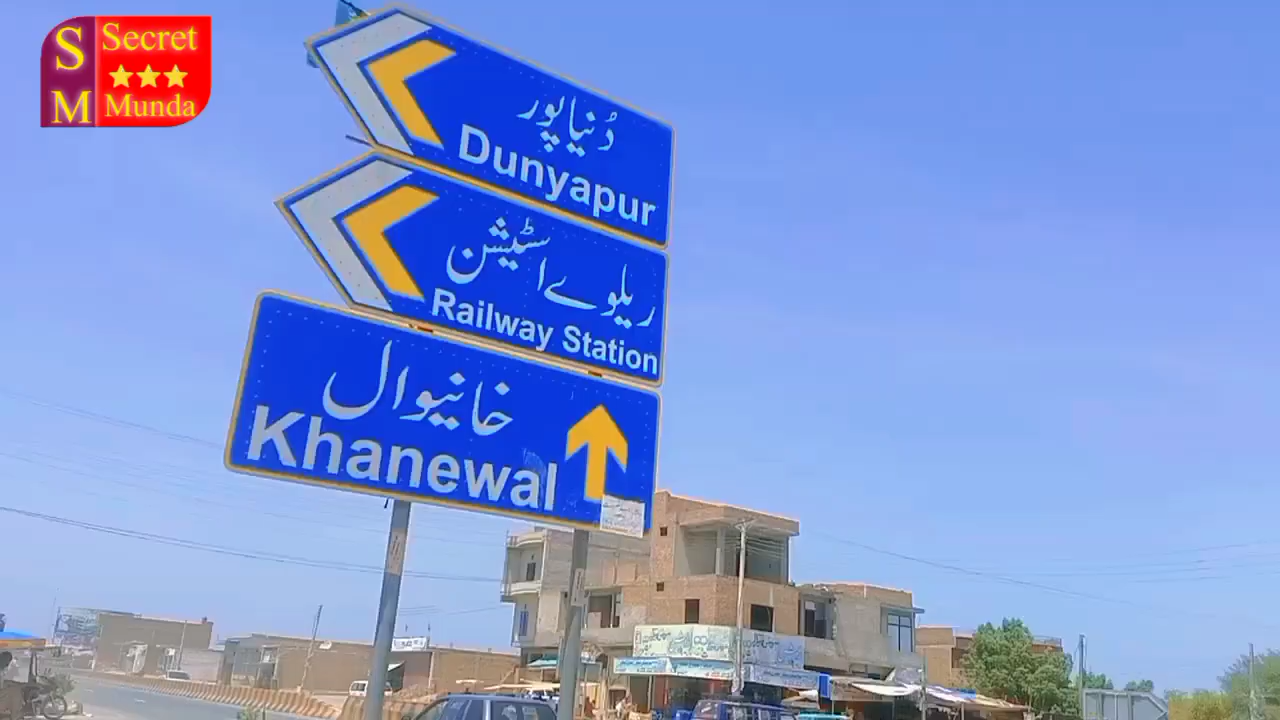 S Secret
M Munda
دُنیاپور
Dunyapur
ریلوے اسٹیشن
Railway Station
خانیوال
Khanewal